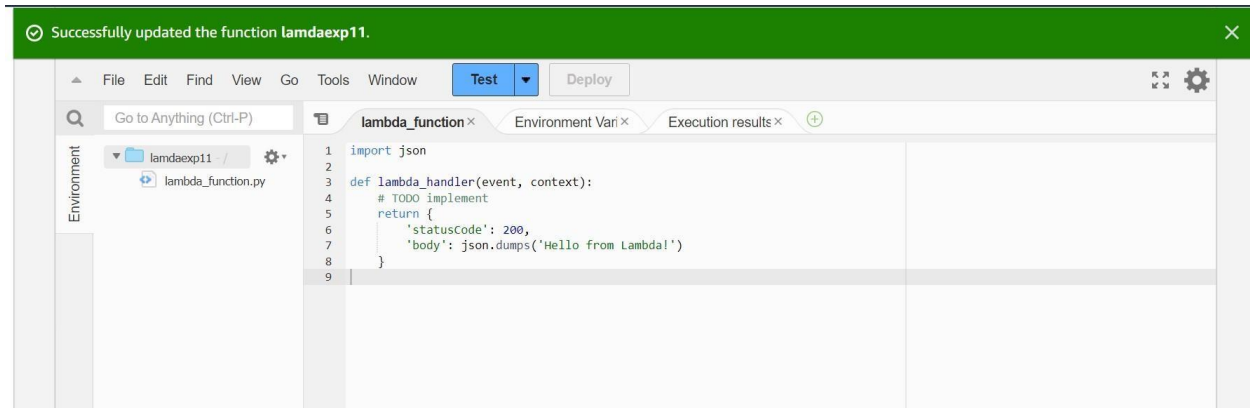 Successfully updated the function lamdaexp11.
File Edit Find View Go Tools Window Test Deploy
Go to Anything (Ctrl-P)
lambda_function × Environment Vari × Execution results ×
Environment
lamdaexp11 - /
lambda_function.py
1 import json
2
3 def lambda_handler(event, context):
4     # TODO implement
5     return {
6         'statusCode': 200,
7         'body': json.dumps('Hello from Lambda!')
8     }
9